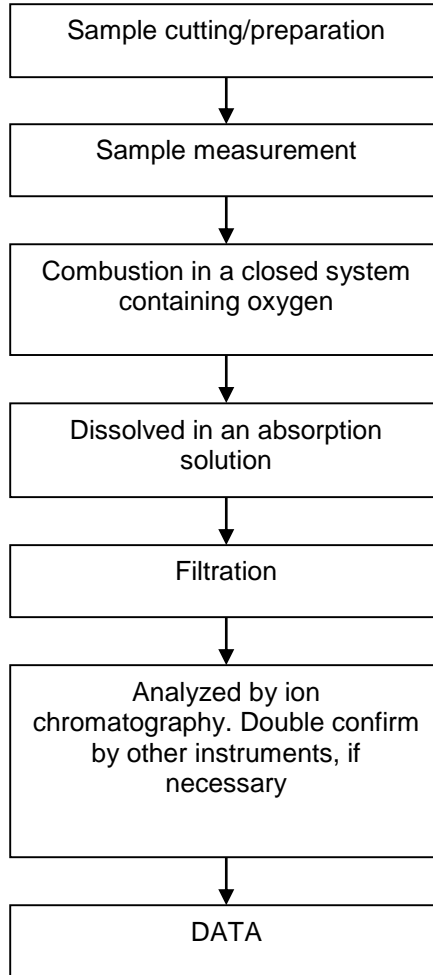 Sample cutting/preparation
Sample measurement
Combustion in a closed system
containing oxygen
Dissolved in an absorption
solution
Filtration
Analyzed by ion
chromatography. Double confirm
by other instruments, if
necessary
DATA